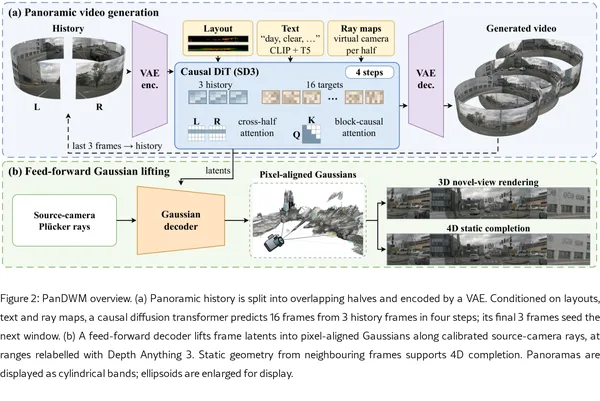 (a) Panoramic video generation
History
L
R
VAE
enc.
Layout
Text
“day, clear, …”
CLIP + T5
Ray maps
virtual camera
per half
Causal DiT (SD3)
4 steps
3 history
16 targets
...
L R
cross-half
attention
K
Q
block-causal
attention
VAE
dec.
Generated video
last 3 frames → history
(b) Feed-forward Gaussian lifting
latents
Source-camera
Plücker rays
Gaussian
decoder
Pixel-aligned Gaussians
3D novel-view rendering
4D static completion
Figure 2: PanDWM overview. (a) Panoramic history is split into overlapping halves and encoded by a VAE. Conditioned on layouts,
text and ray maps, a causal diffusion transformer predicts 16 frames from 3 history frames in four steps; its final 3 frames seed the
next window. (b) A feed-forward decoder lifts frame latents into pixel-aligned Gaussians along calibrated source-camera rays, at
ranges relabelled with Depth Anything 3. Static geometry from neighbouring frames supports 4D completion. Panoramas are
displayed as cylindrical bands; ellipsoids are enlarged for display.